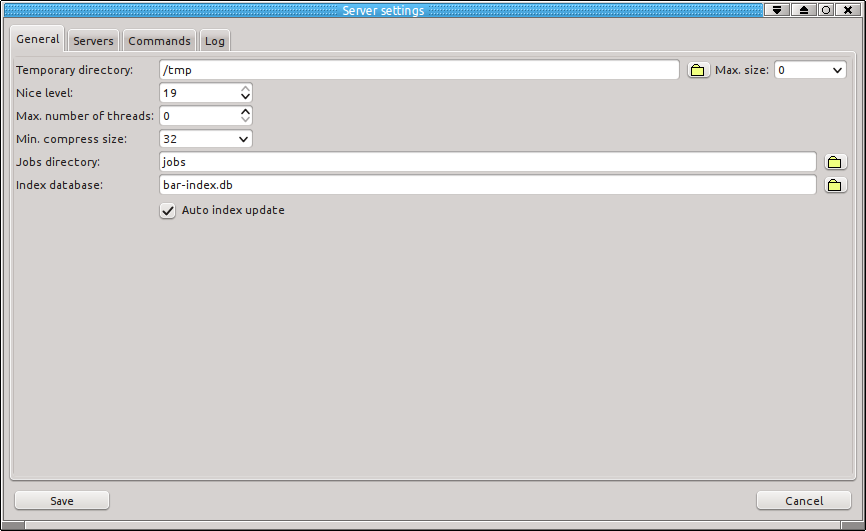 Server settings
General Servers Commands Log
Temporary directory: /tmp Max. size: 0
Nice level: 19
Max. number of threads: 0
Min. compress size: 32
Jobs directory: jobs
Index database: bar-index.db
Auto index update
Save Cancel